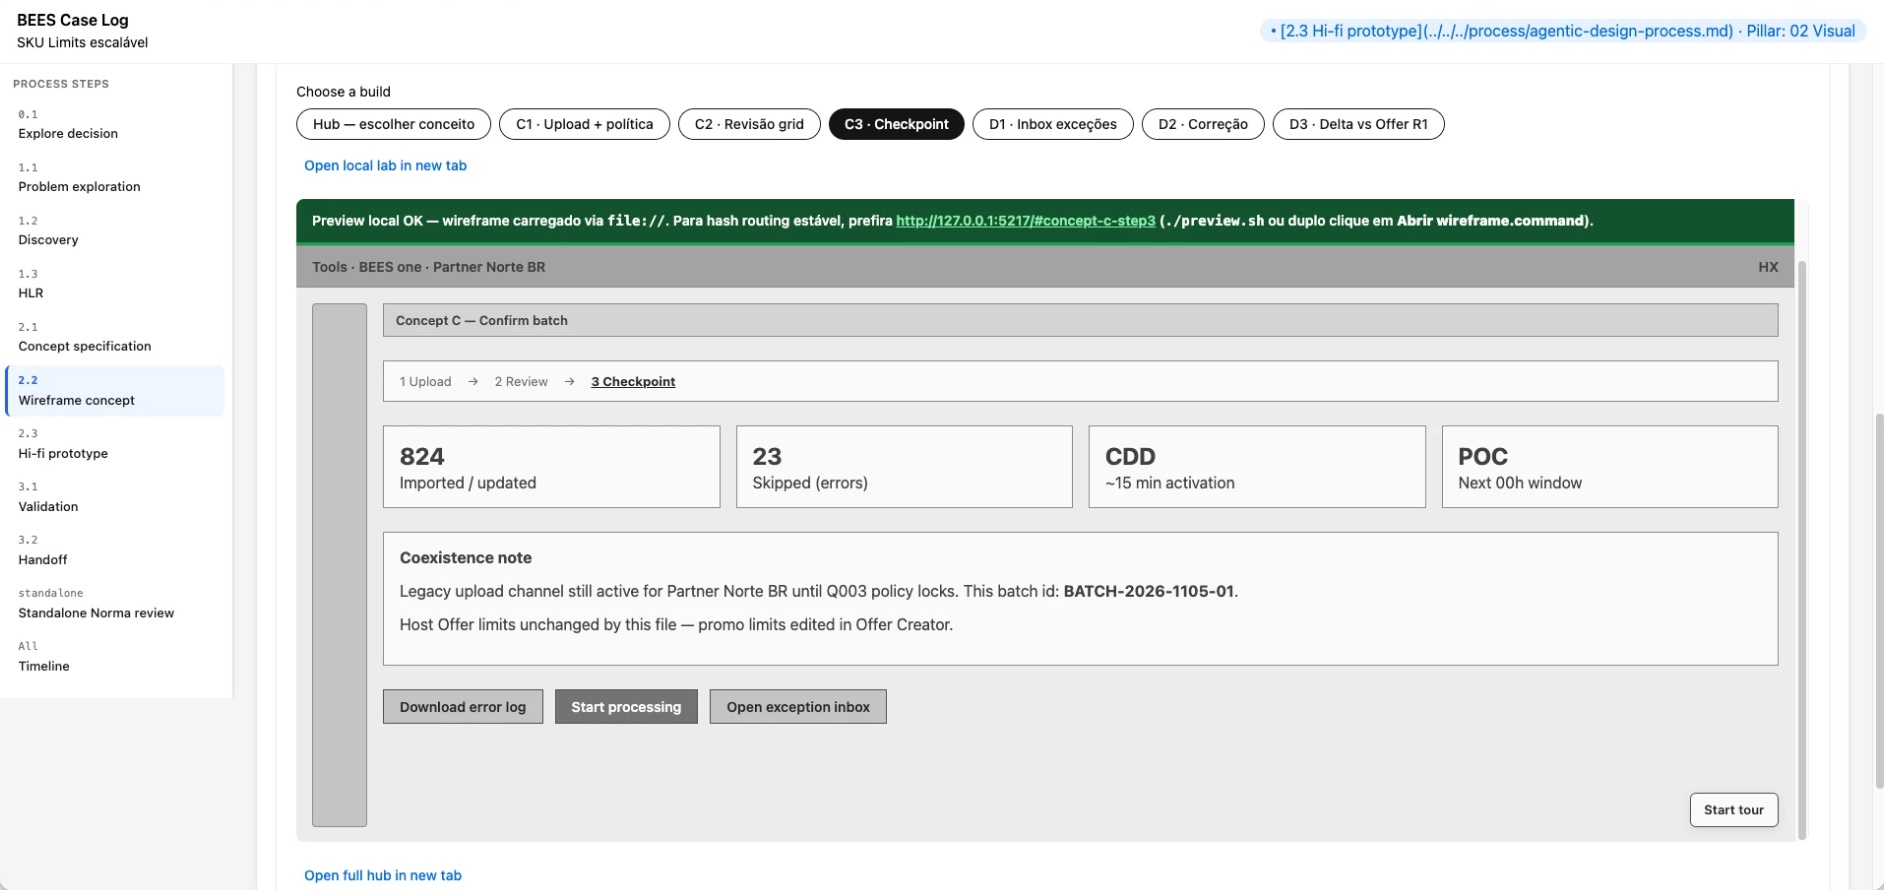 BEES Case Log
SKU Limits escalável
• [2.3 Hi-fi prototype](../../../process/agentic-design-process.md) · Pillar: 02 Visual
PROCESS STEPS
0.1
Explore decision
1.1
Problem exploration
1.2
Discovery
1.3
HLR
2.1
Concept specification
2.2
Wireframe concept
2.3
Hi-fi prototype
3.1
Validation
3.2
Handoff
standalone
Standalone Norma review
All
Timeline
Choose a build
Hub — escolher conceito
C1 · Upload + política
C2 · Revisão grid
C3 · Checkpoint
D1 · Inbox exceções
D2 · Correção
D3 · Delta vs Offer R1
Open local lab in new tab
Preview local OK — wireframe carregado via file://. Para hash routing estável, prefira http://127.0.0.1:5217/#concept-c-step3 (./preview.sh ou duplo clique em Abrir wireframe.command).
Tools · BEES one · Partner Norte BR
HX
Concept C — Confirm batch
1 Upload → 2 Review → 3 Checkpoint
824
Imported / updated
23
Skipped (errors)
CDD
~15 min activation
POC
Next 00h window
Coexistence note
Legacy upload channel still active for Partner Norte BR until Q003 policy locks. This batch id: BATCH-2026-1105-01.
Host Offer limits unchanged by this file — promo limits edited in Offer Creator.
Download error log
Start processing
Open exception inbox
Start tour
Open full hub in new tab